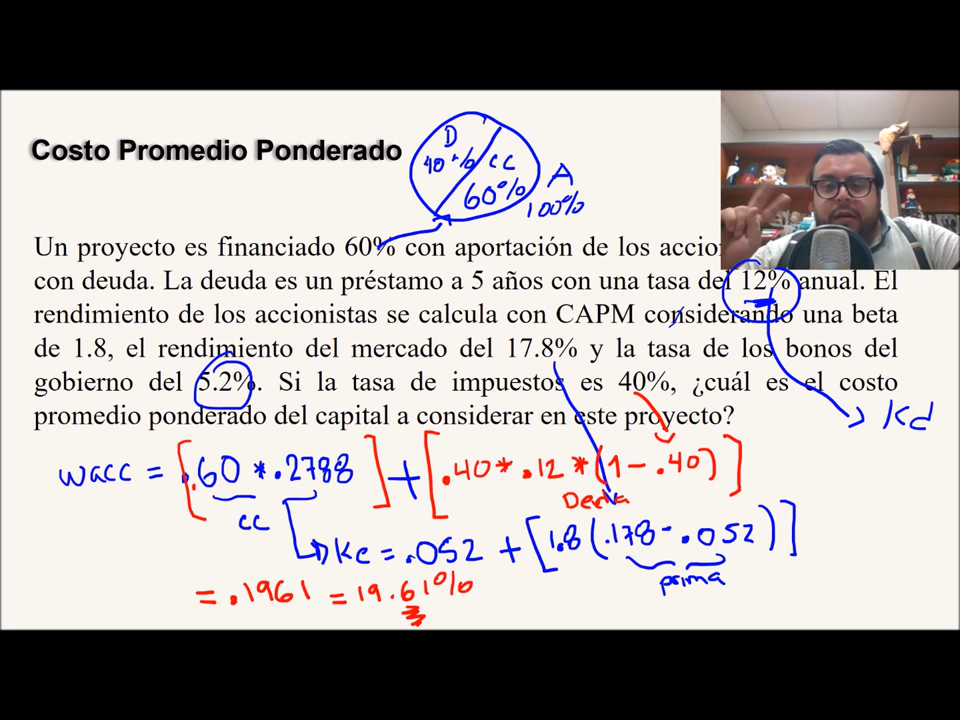 Costo Promedio Ponderado
D
40% CC
60%
A
100%
Un proyecto es financiado 60% con aportación de los accion
con deuda. La deuda es un préstamo a 5 años con una tasa del 12% anual. El
rendimiento de los accionistas se calcula con CAPM considerando una beta
de 1.8, el rendimiento del mercado del 17.8% y la tasa de los bonos del
gobierno del 5.2%. Si la tasa de impuestos es 40%, ¿cuál es el costo
promedio ponderado del capital a considerar en este proyecto?
Kd
wacc = [.60 * .2788] + [.40 * .12 * (1 - .40)]
CC
Deuda
Ke = .052 + [1.8 (.178 - .052)]
prima
= .1961 = 19.61%